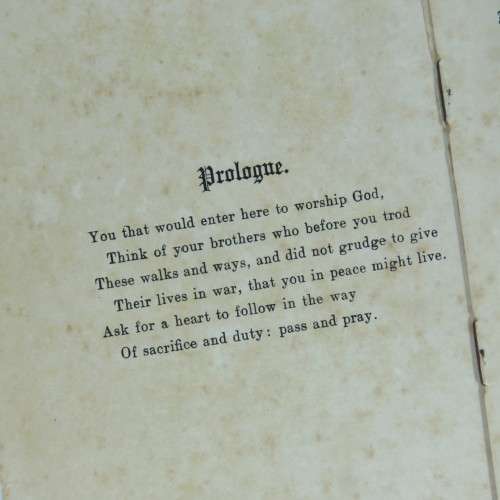 Prologue.
You that would enter here to worship God,
Think of your brothers who before you trod
These walks and ways, and did not grudge to give
Their lives in war, that you in peace might live.
Ask for a heart to follow in the way
Of sacrifice and duty: pass and pray.